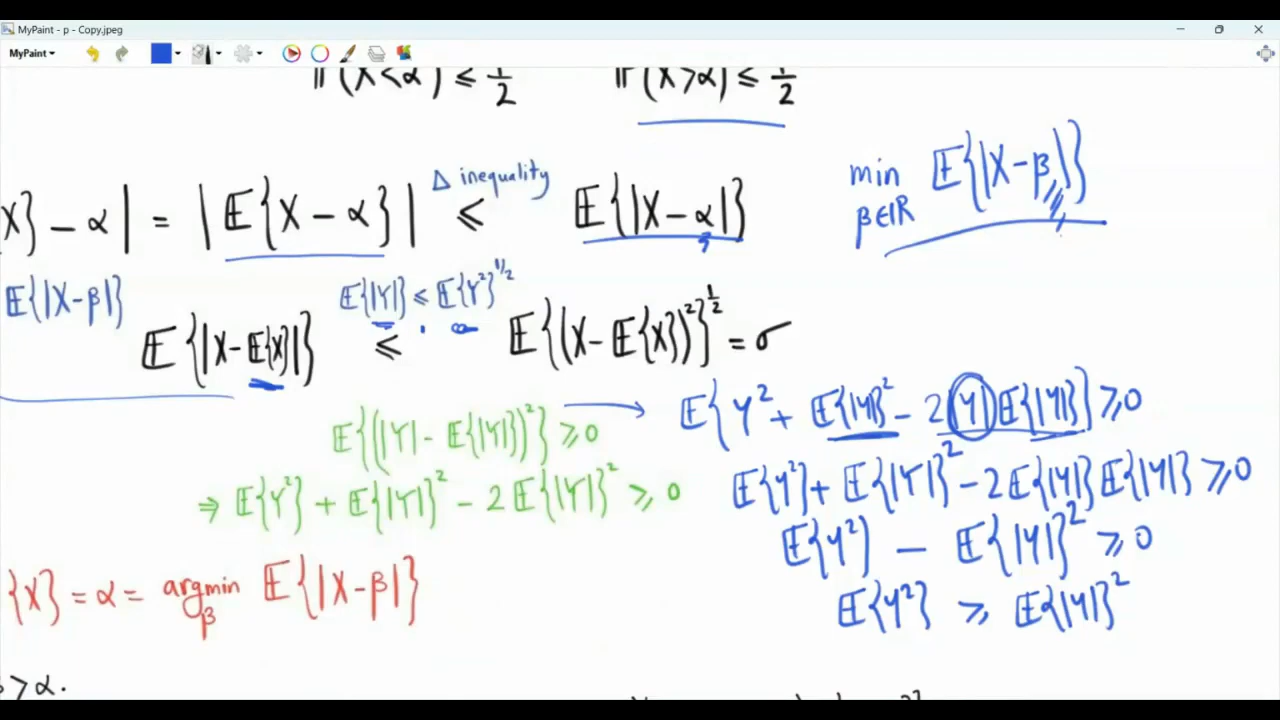 MyPaint - p - Copy.jpeg
MyPaint
ℙ(X<α) ≤ 1/2 ℙ(X>α) ≤ 1/2
X} - α| = |𝔼{X - α}| ≤ 𝔼{|X - α|}
Δ inequality
min 𝔼{|X-β|}
β∈ℝ
𝔼{|X-β|}
𝔼{|Y|} ≤ 𝔼{Y²}^{1/2}
𝔼{|X-𝔼{X}|} ≤ 𝔼{(X-𝔼{X})²}^{1/2} = σ
𝔼{(|Y| - 𝔼{|Y|})²} ≥ 0
⇒ 𝔼{Y²} + 𝔼{|Y|}² - 2 𝔼{|Y|}² ≥ 0
𝔼{Y² + 𝔼{|Y|}² - 2|Y|𝔼{|Y|}} ≥ 0
𝔼{Y²} + 𝔼{|Y|}² - 2𝔼{|Y|}𝔼{|Y|} ≥ 0
𝔼{Y²} - 𝔼{|Y|}² ≥ 0
𝔼{Y²} ≥ 𝔼{|Y|}²
{X} = α = argmin 𝔼{|X-β|}
β
> α.